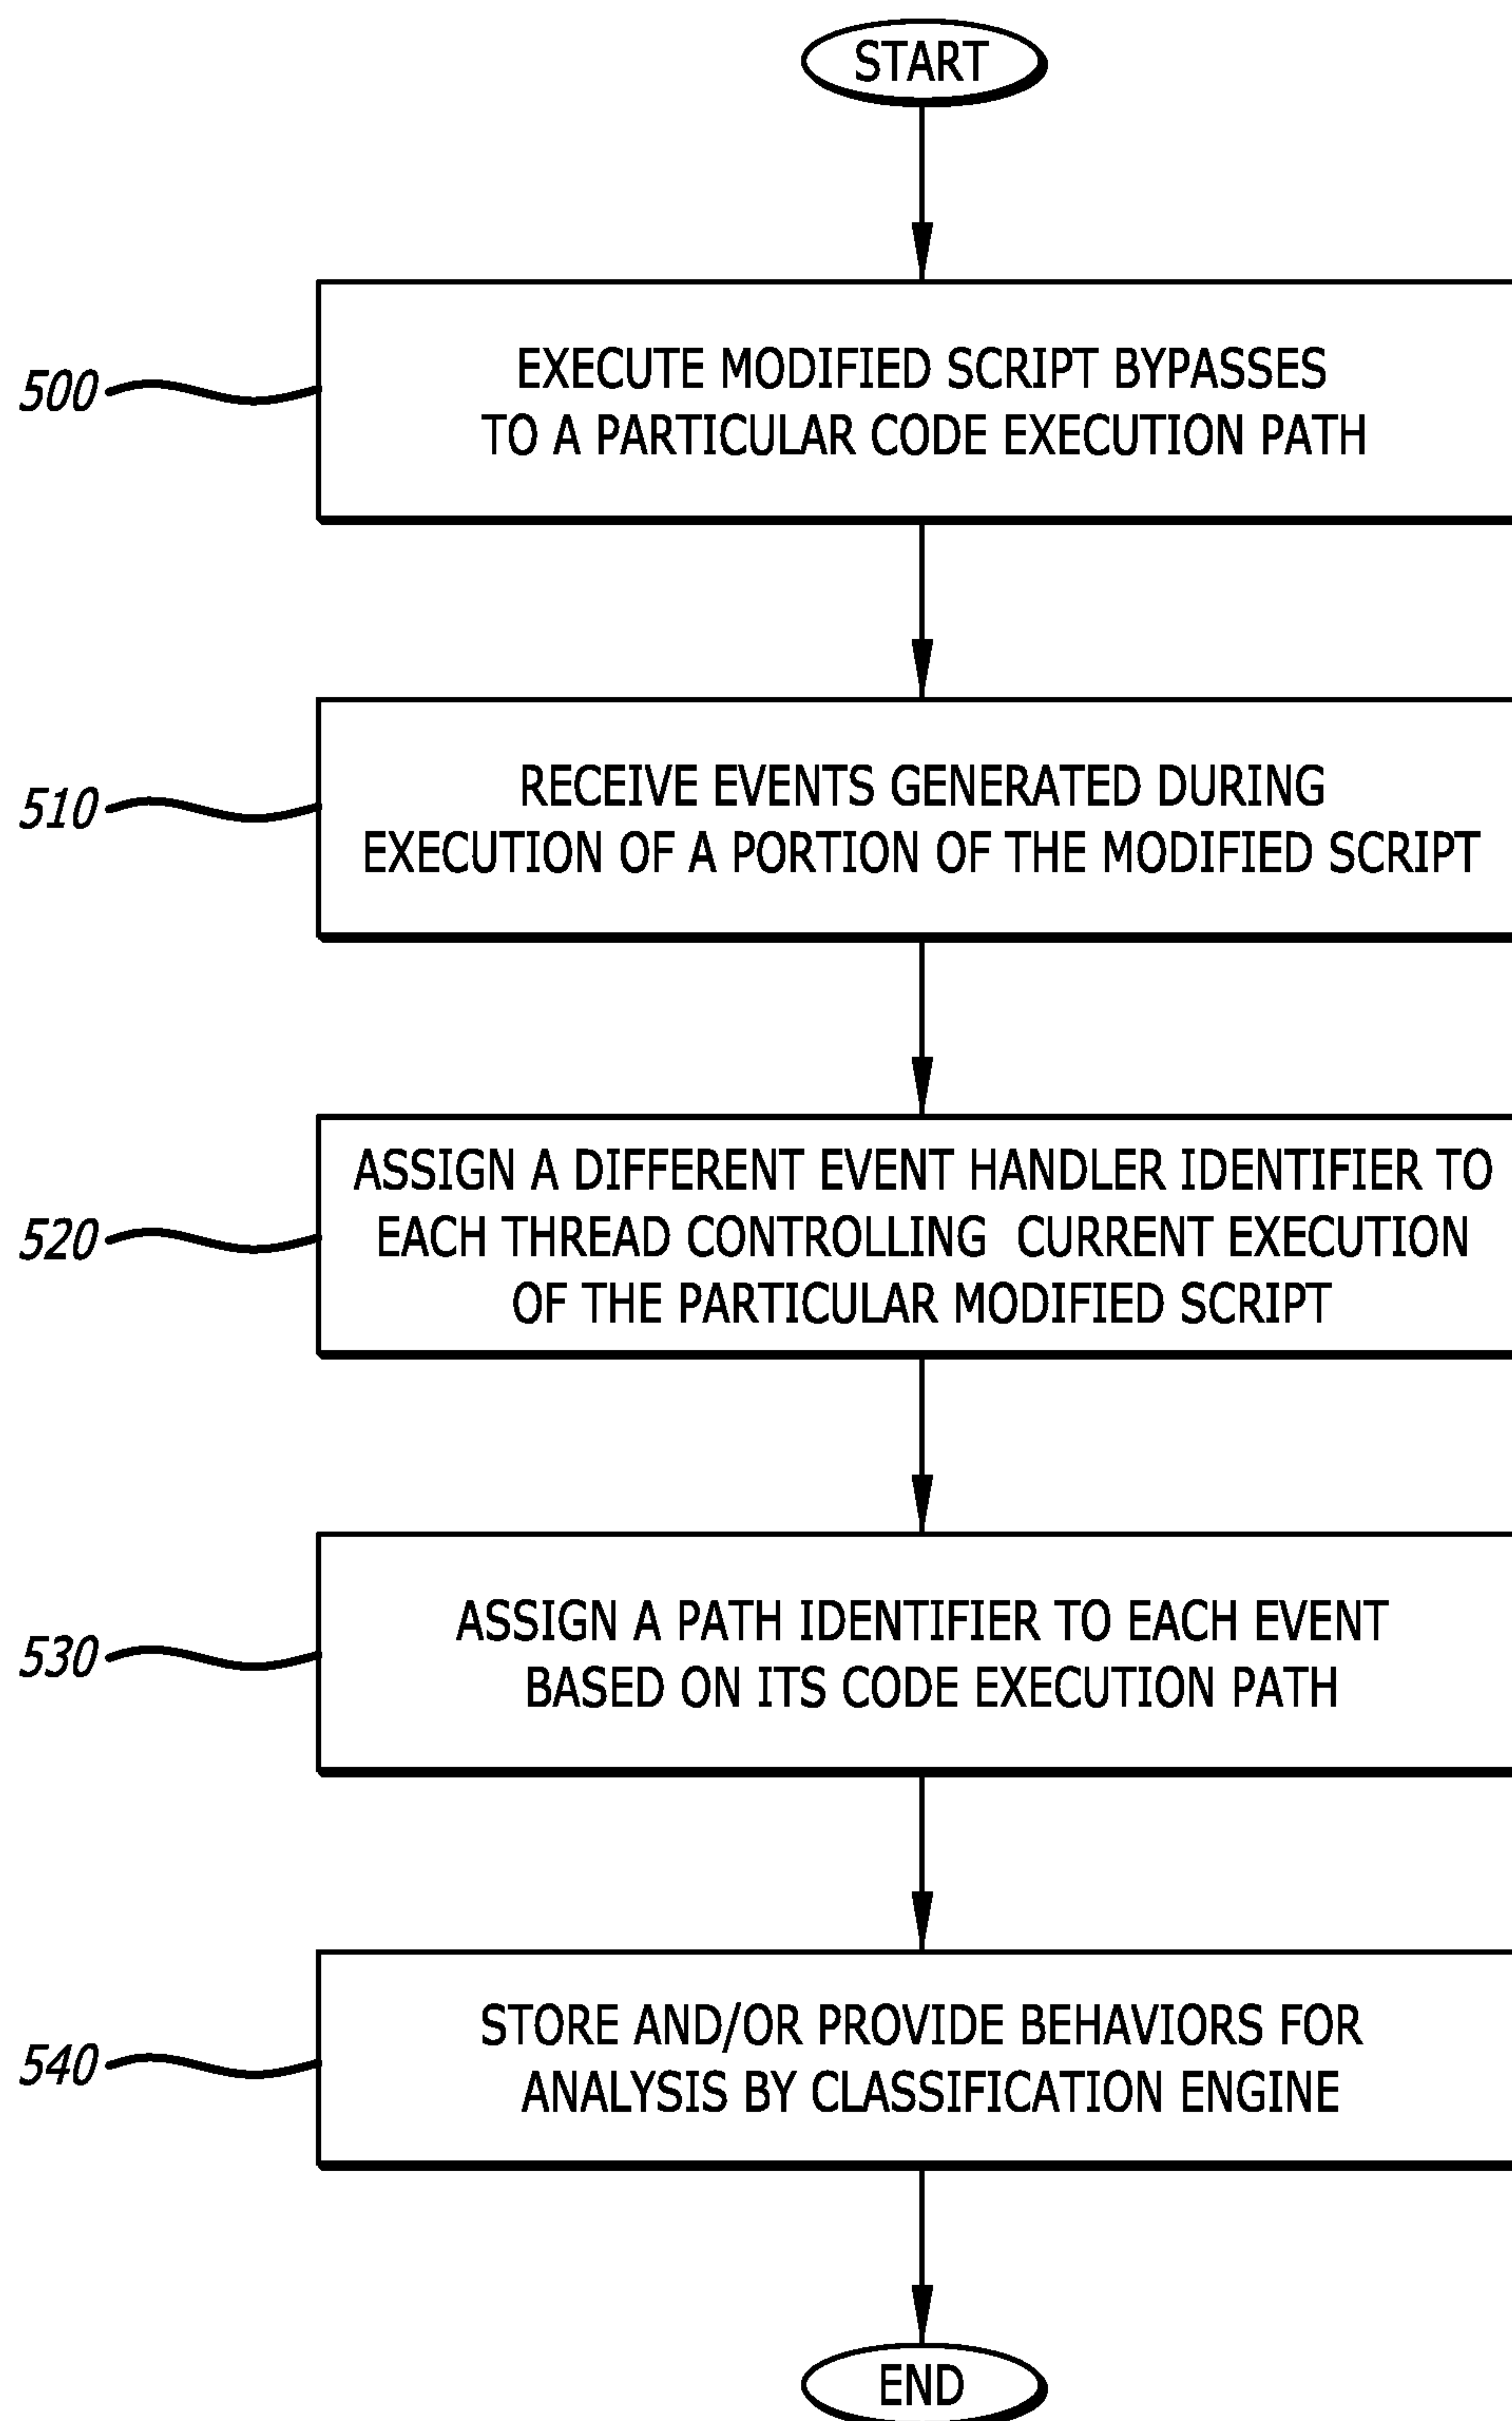 START
500
EXECUTE MODIFIED SCRIPT BYPASSES
TO A PARTICULAR CODE EXECUTION PATH
510
RECEIVE EVENTS GENERATED DURING
EXECUTION OF A PORTION OF THE MODIFIED SCRIPT
520
ASSIGN A DIFFERENT EVENT HANDLER IDENTIFIER TO
EACH THREAD CONTROLLING CURRENT EXECUTION
OF THE PARTICULAR MODIFIED SCRIPT
530
ASSIGN A PATH IDENTIFIER TO EACH EVENT
BASED ON ITS CODE EXECUTION PATH
540
STORE AND/OR PROVIDE BEHAVIORS FOR
ANALYSIS BY CLASSIFICATION ENGINE
END